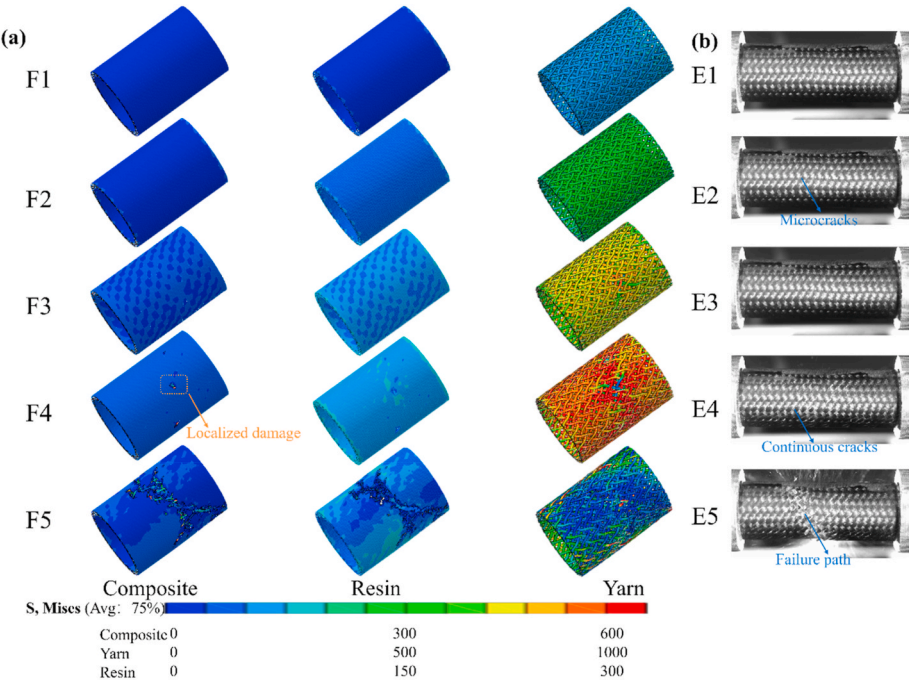 (a)
(b)
F1
E1
F2
E2
Microcracks
F3
E3
F4
E4
Localized damage
Continuous cracks
F5
E5
Failure path
Composite Resin Yarn
S, Mises (Avg: 75%)
Composite 0 300 600
Yarn 0 500 1000
Resin 0 150 300